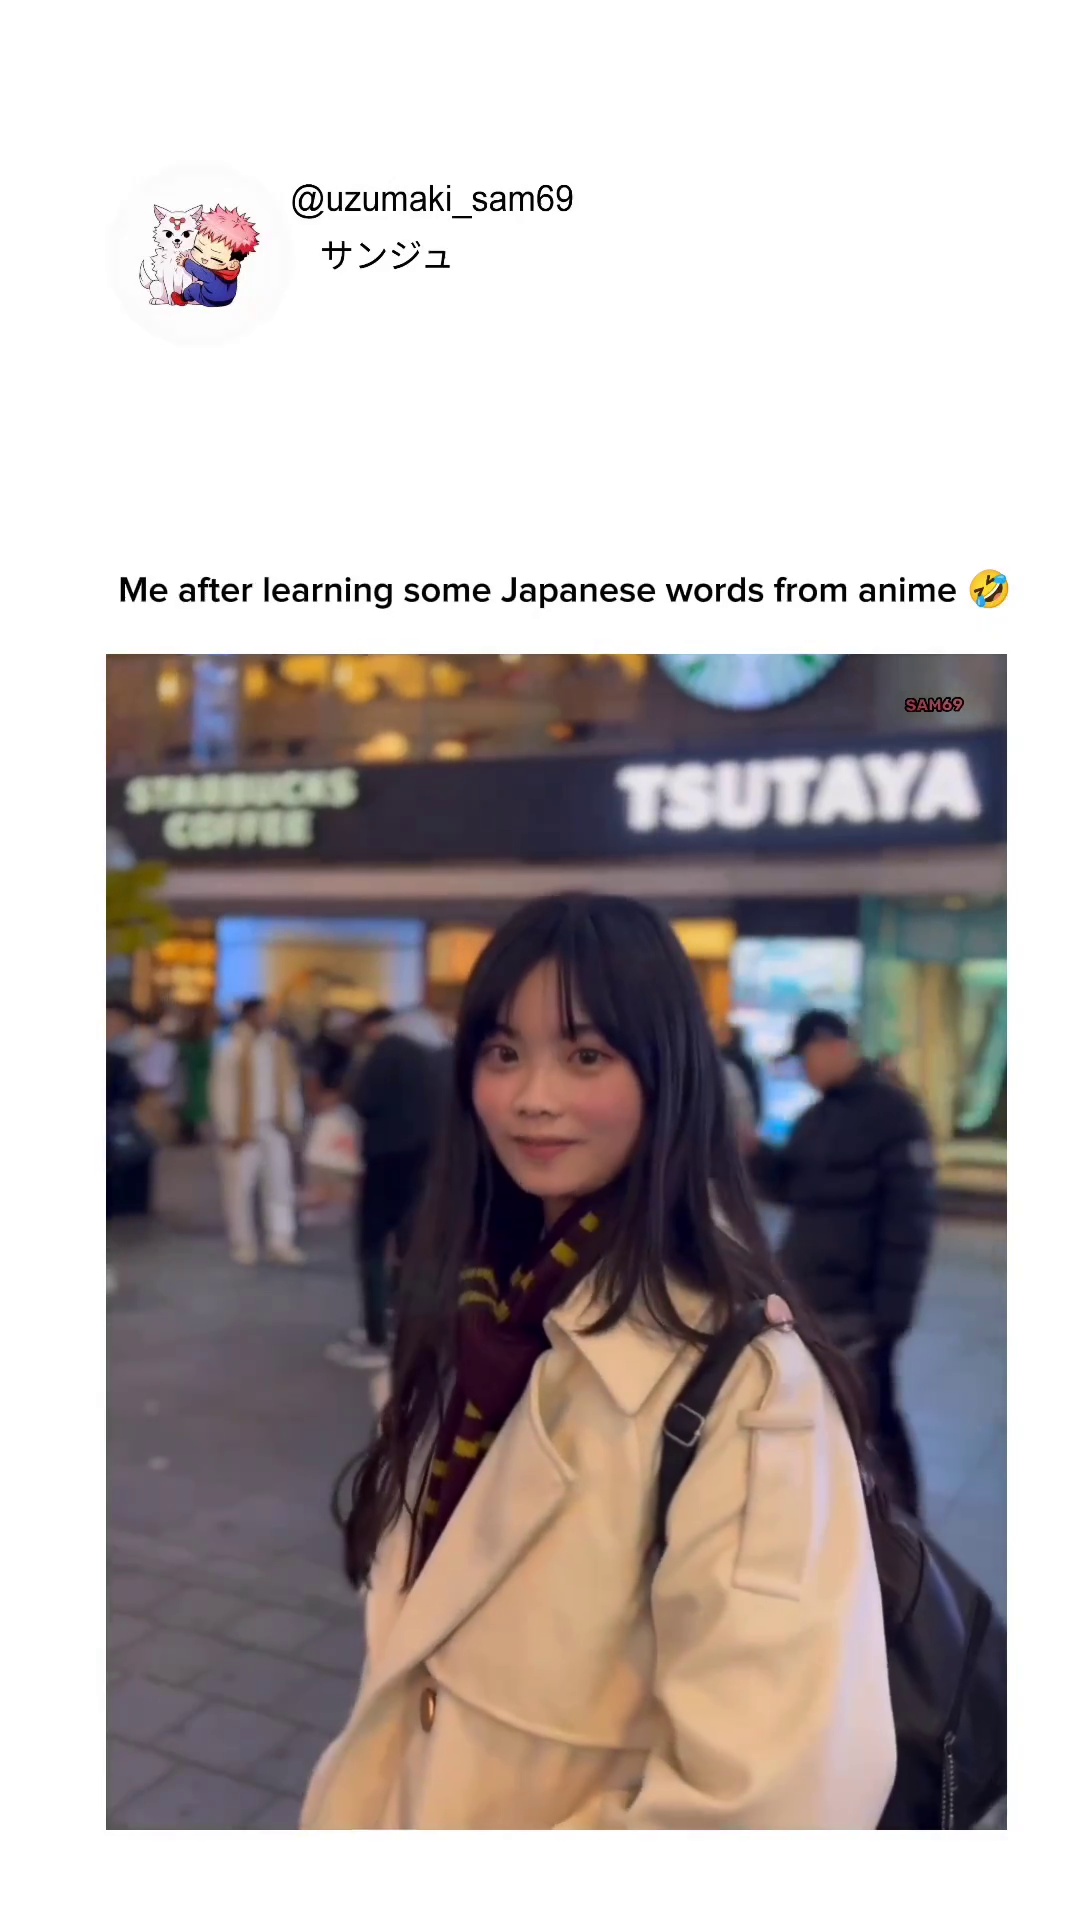 @uzumaki_sam69
サンジュ
Me after learning some Japanese words from anime 🤣
SAM69
STARBUCKS
COFFEE
TSUTAYA